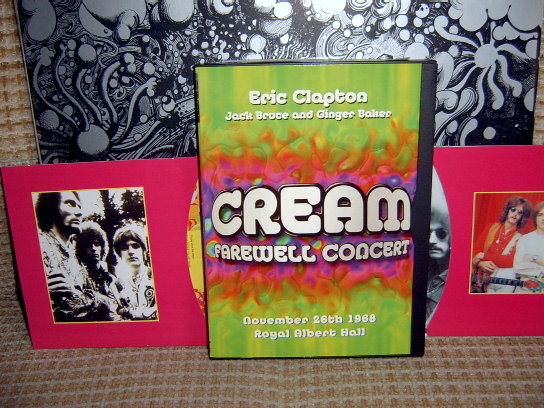 Eric Clapton
Jack Bruce and Ginger Baker
CREAM
FAREWELL CONCERT
November 26th 1968
Royal Albert Hall